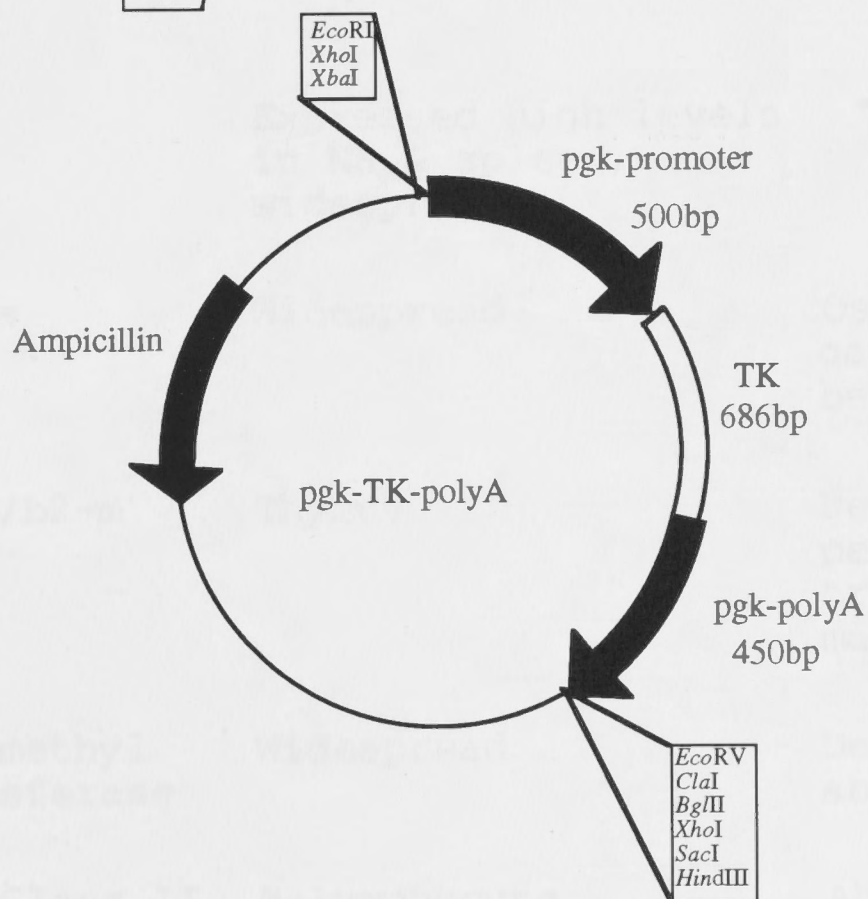 EcoRI
XhoI
XbaI
pgk-promoter
500bp
Ampicillin
TK
686bp
pgk-TK-polyA
pgk-polyA
450bp
EcoRV
ClaI
BglII
XhoI
SacI
HindIII